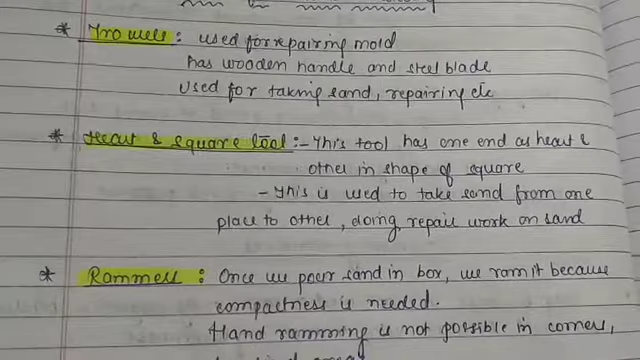 * Trowels : used for repairing mold
has wooden handle and steel blade
Used for taking sand, repairing etc
* Heart & Square tool :- This tool has one end as heart &
other in shape of square
- This is used to take sand from one
place to other, doing repair work on sand
* Rammers : Once we pour sand in box, we ram it because
compactness is needed.
Hand ramming is not possible in corners,